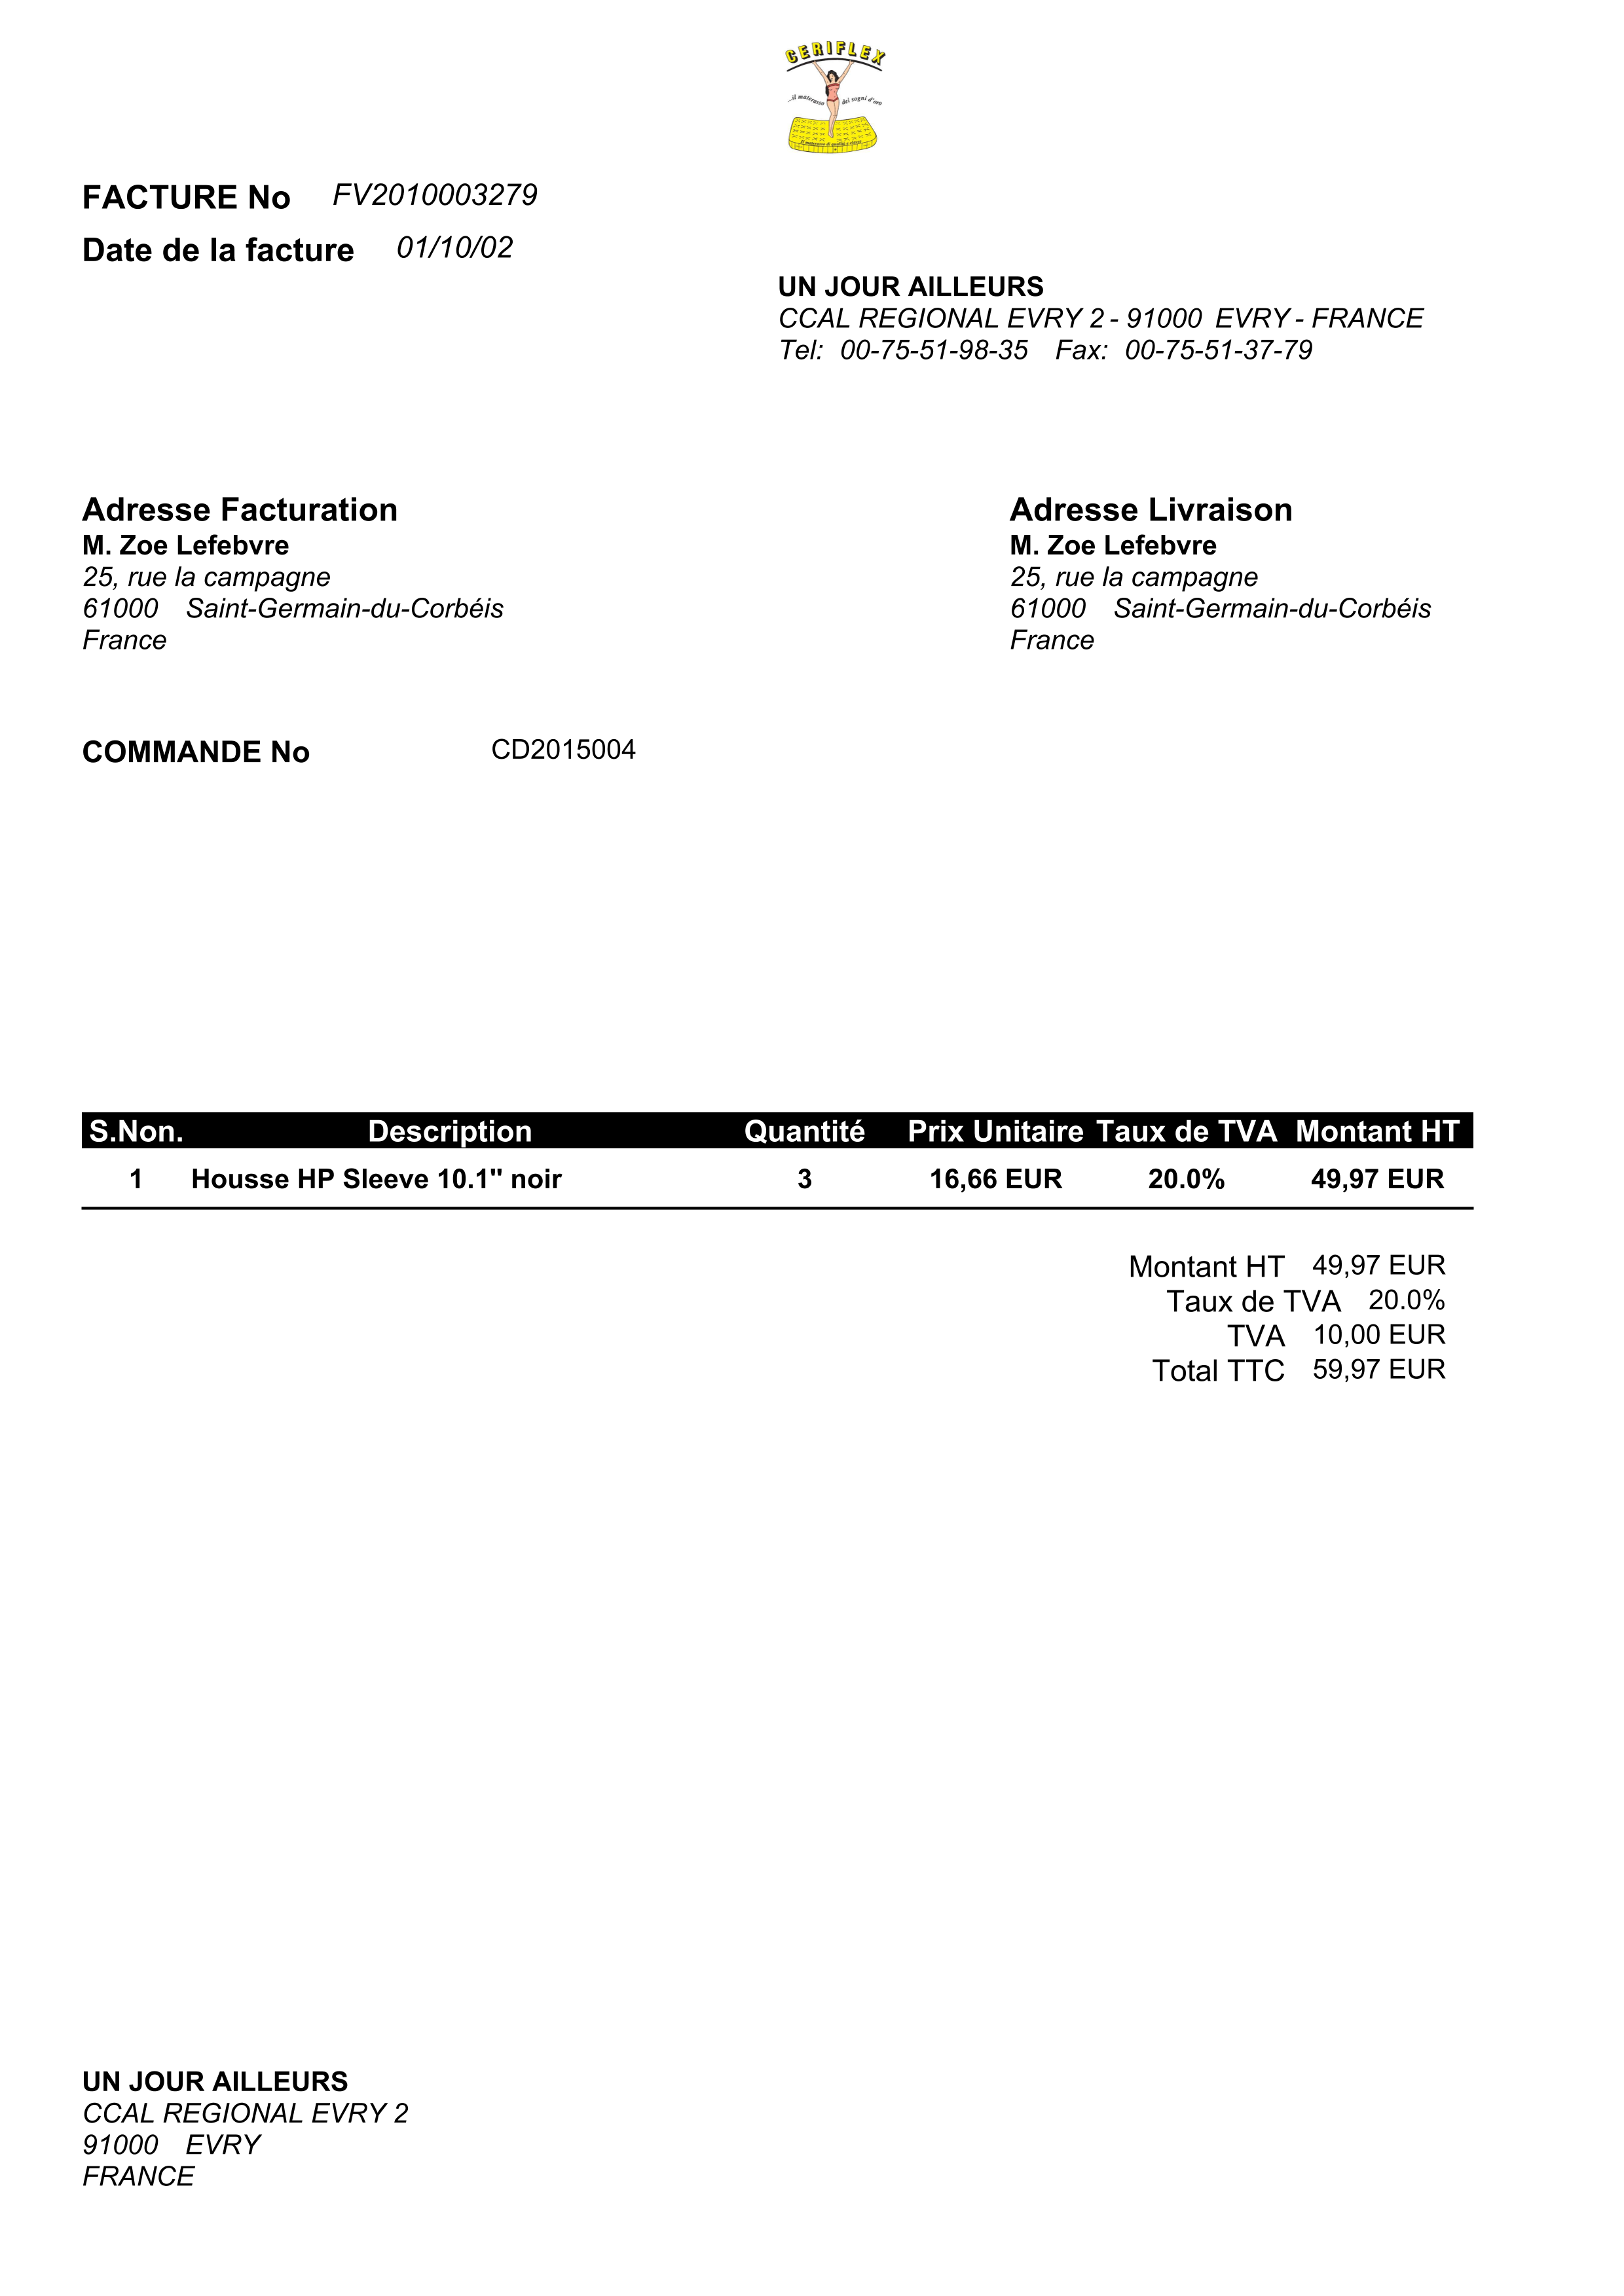 CERIFLEX
...il materasso dei sogni d'oro
FACTURE No FV2010003279
Date de la facture 01/10/02
UN JOUR AILLEURS
CCAL REGIONAL EVRY 2 - 91000 EVRY - FRANCE
Tel: 00-75-51-98-35 Fax: 00-75-51-37-79
Adresse Facturation
M. Zoe Lefebvre
25, rue la campagne
61000 Saint-Germain-du-Corbéis
France
Adresse Livraison
M. Zoe Lefebvre
25, rue la campagne
61000 Saint-Germain-du-Corbéis
France
COMMANDE No CD2015004
S.Non. Description Quantité Prix Unitaire Taux de TVA Montant HT
1 Housse HP Sleeve 10.1" noir 3 16,66 EUR 20.0% 49,97 EUR
Montant HT 49,97 EUR
Taux de TVA 20.0%
TVA 10,00 EUR
Total TTC 59,97 EUR
UN JOUR AILLEURS
CCAL REGIONAL EVRY 2
91000 EVRY
FRANCE